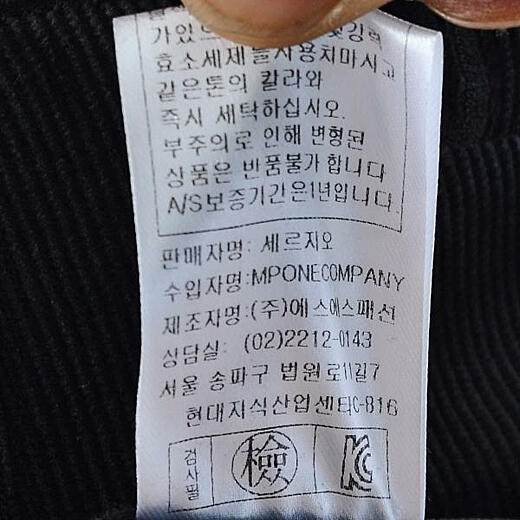 가있으
효소세제를사용치마시고
같은톤의 칼라와
즉시 세탁하십시오.
부주의로 인해 변형된
상품은 반품불가합니다
A/S보증기간은1년입니다.
판매자명: 세르지오
수입자명:MPONECOMPANY
제조자명:(주)에스에스패션
상담실: (02)2212-0143
서울 송파구 법원로11길7
현대지식산업센터C-816
검사필
檢
KC